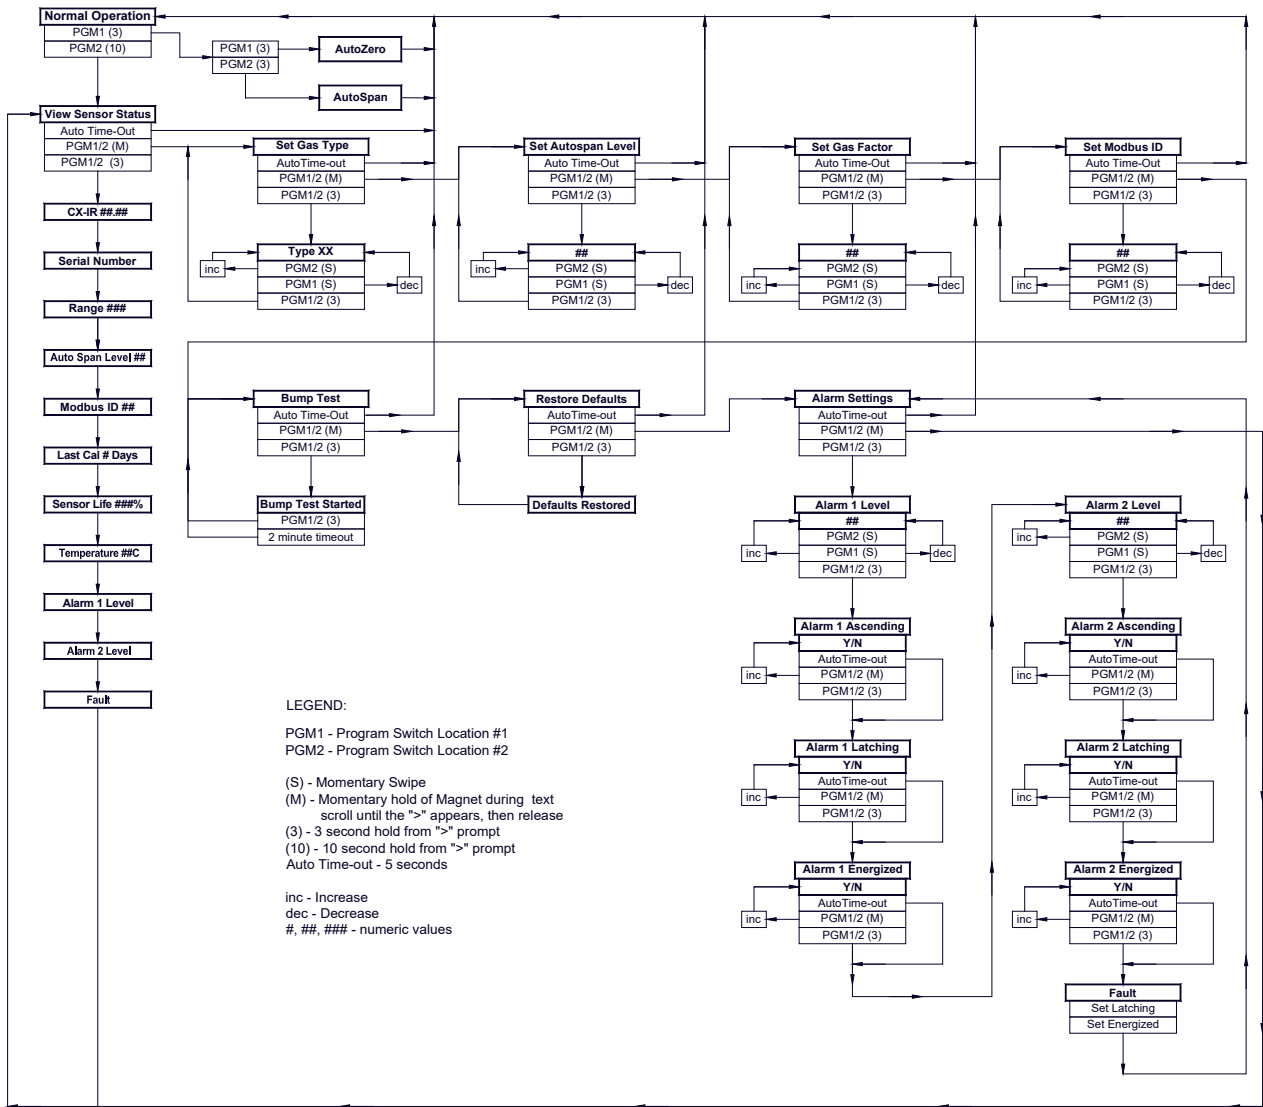 Normal Operation
PGM1 (3)
PGM2 (10)
PGM1 (3)
PGM2 (3)
AutoZero
AutoSpan
View Sensor Status
Auto Time-Out
PGM1/2 (M)
PGM1/2 (3)
CX-IR ##.##
Serial Number
Range ###
Auto Span Level ##
Modbus ID ##
Last Cal # Days
Sensor Life ###%
Temperature ##C
Alarm 1 Level
Alarm 2 Level
Fault
Set Gas Type
AutoTime-out
PGM1/2 (M)
PGM1/2 (3)
Type XX
PGM2 (S)
PGM1 (S)
PGM1/2 (3)
inc
dec
Set Autospan Level
Auto Time-Out
PGM1/2 (M)
PGM1/2 (3)
##
PGM2 (S)
PGM1 (S)
PGM1/2 (3)
inc
dec
Set Gas Factor
Auto Time-Out
PGM1/2 (M)
PGM1/2 (3)
##
PGM2 (S)
PGM1 (S)
PGM1/2 (3)
inc
dec
Set Modbus ID
Auto Time-Out
PGM1/2 (M)
PGM1/2 (3)
##
PGM2 (S)
PGM1 (S)
PGM1/2 (3)
inc
dec
Bump Test
Auto Time-Out
PGM1/2 (M)
PGM1/2 (3)
Bump Test Started
PGM1/2 (3)
2 minute timeout
Restore Defaults
AutoTime-out
PGM1/2 (M)
PGM1/2 (3)
Defaults Restored
Alarm Settings
AutoTime-out
PGM1/2 (M)
PGM1/2 (3)
Alarm 1 Level
##
PGM2 (S)
PGM1 (S)
PGM1/2 (3)
inc
dec
Alarm 1 Ascending
Y/N
AutoTime-out
PGM1/2 (M)
PGM1/2 (3)
inc
Alarm 1 Latching
Y/N
AutoTime-out
PGM1/2 (M)
PGM1/2 (3)
inc
Alarm 1 Energized
Y/N
AutoTime-out
PGM1/2 (M)
PGM1/2 (3)
inc
Alarm 2 Level
##
PGM2 (S)
PGM1 (S)
PGM1/2 (3)
inc
dec
Alarm 2 Ascending
Y/N
AutoTime-out
PGM1/2 (M)
PGM1/2 (3)
inc
Alarm 2 Latching
Y/N
AutoTime-out
PGM1/2 (M)
PGM1/2 (3)
inc
Alarm 2 Energized
Y/N
AutoTime-out
PGM1/2 (M)
PGM1/2 (3)
inc
Fault
Set Latching
Set Energized
LEGEND:
PGM1 - Program Switch Location #1
PGM2 - Program Switch Location #2
(S) - Momentary Swipe
(M) - Momentary hold of Magnet during text
scroll until the ">" appears, then release
(3) - 3 second hold from ">" prompt
(10) - 10 second hold from ">" prompt
Auto Time-out - 5 seconds
inc - Increase
dec - Decrease
#, ##, ### - numeric values